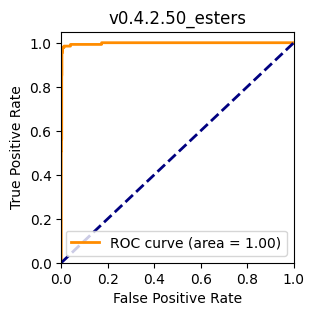 v0.4.2.50_esters
True Positive Rate
1.0
0.8
0.6
0.4
0.2
0.0
ROC curve (area = 1.00)
0.0 0.2 0.4 0.6 0.8 1.0
False Positive Rate